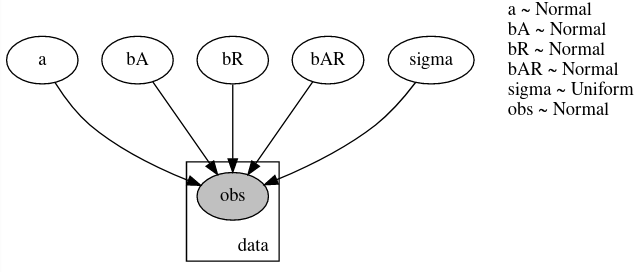 a
bA
bR
bAR
sigma
obs
data
a ~ Normal
bA ~ Normal
bR ~ Normal
bAR ~ Normal
sigma ~ Uniform
obs ~ Normal